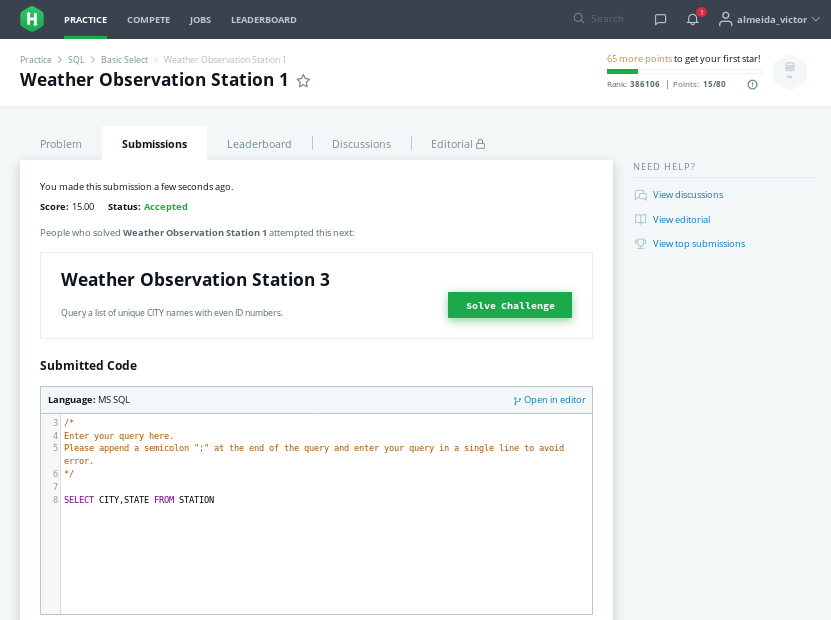 H PRACTICE COMPETE JOBS LEADERBOARD Search 1 almeida_victor
Practice SQL Basic Select Weather Observation Station 1
Weather Observation Station 1
65 more points to get your first star!
Rank: 386106 | Points: 15/80
Problem Submissions Leaderboard Discussions Editorial
NEED HELP?
View discussions
View editorial
View top submissions
You made this submission a few seconds ago.
Score: 15.00 Status: Accepted
People who solved Weather Observation Station 1 attempted this next:
Weather Observation Station 3
Query a list of unique CITY names with even ID numbers.
Solve Challenge
Submitted Code
Language: MS SQL Open in editor
3 /*
4 Enter your query here.
5 Please append a semicolon ";" at the end of the query and enter your query in a single line to avoid
error.
6 */
7
8 SELECT CITY,STATE FROM STATION